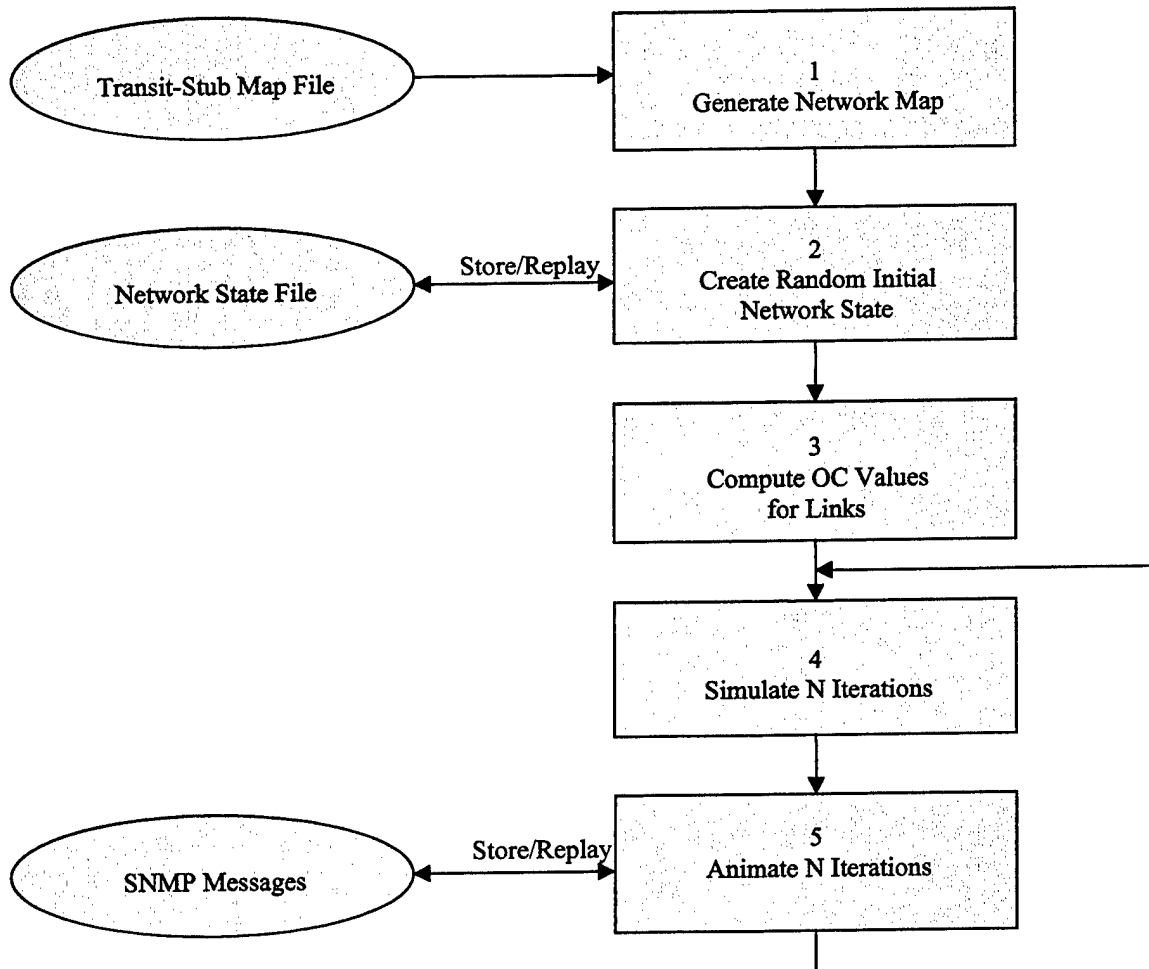 Transit-Stub Map File
1
Generate Network Map
Network State File
Store/Replay
2
Create Random Initial
Network State
3
Compute OC Values
for Links
4
Simulate N Iterations
SNMP Messages
Store/Replay
5
Animate N Iterations